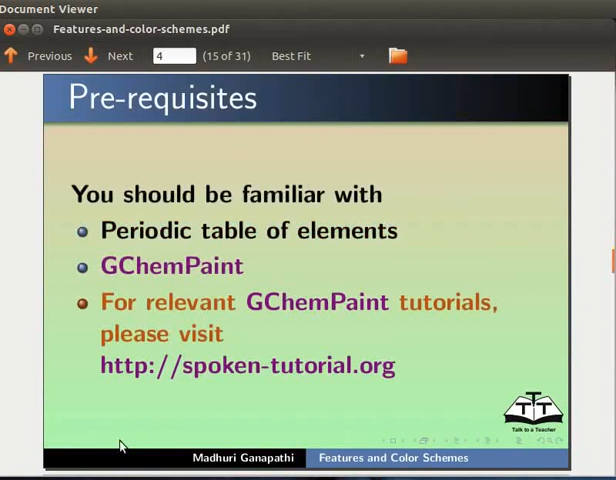 Document Viewer
Features-and-color-schemes.pdf
Previous Next 4 (15 of 31) Best Fit
Pre-requisites
You should be familiar with
Periodic table of elements
GChemPaint
For relevant GChemPaint tutorials,
please visit
http://spoken-tutorial.org
T
TT
Talk to a Teacher
Madhuri Ganapathi Features and Color Schemes